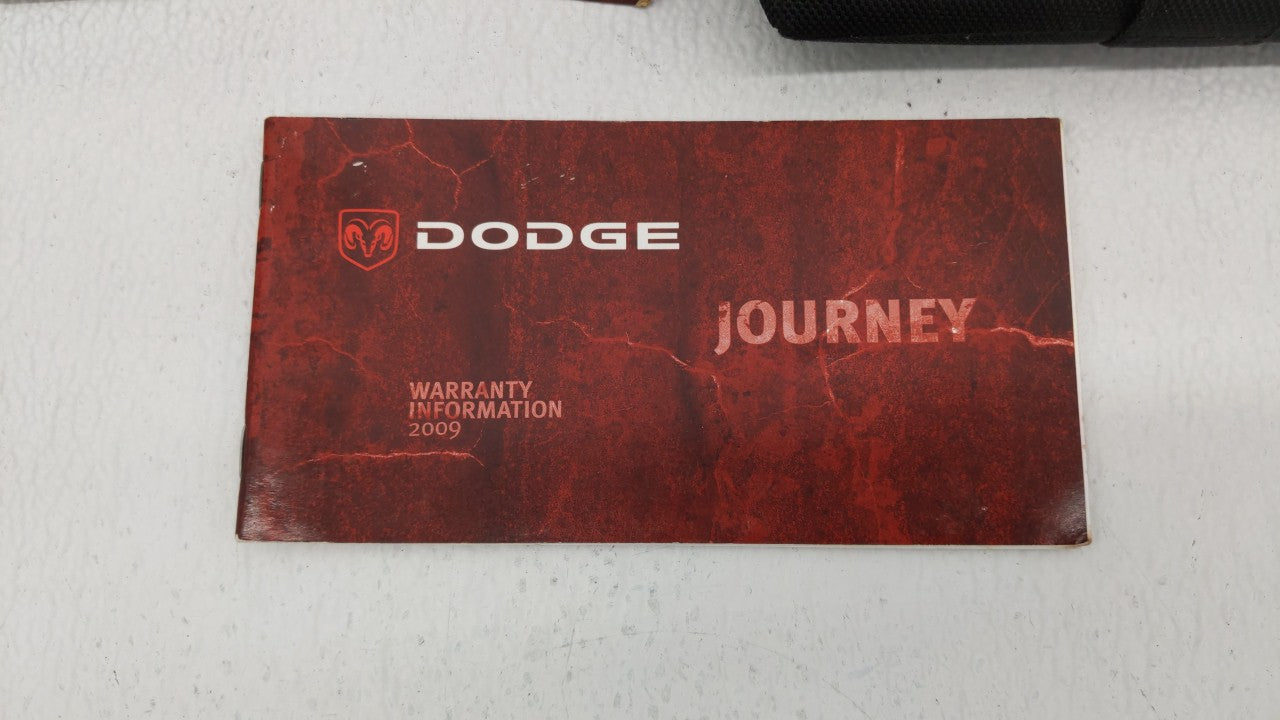 DODGE
JOURNEY
WARRANTY
INFORMATION
2009